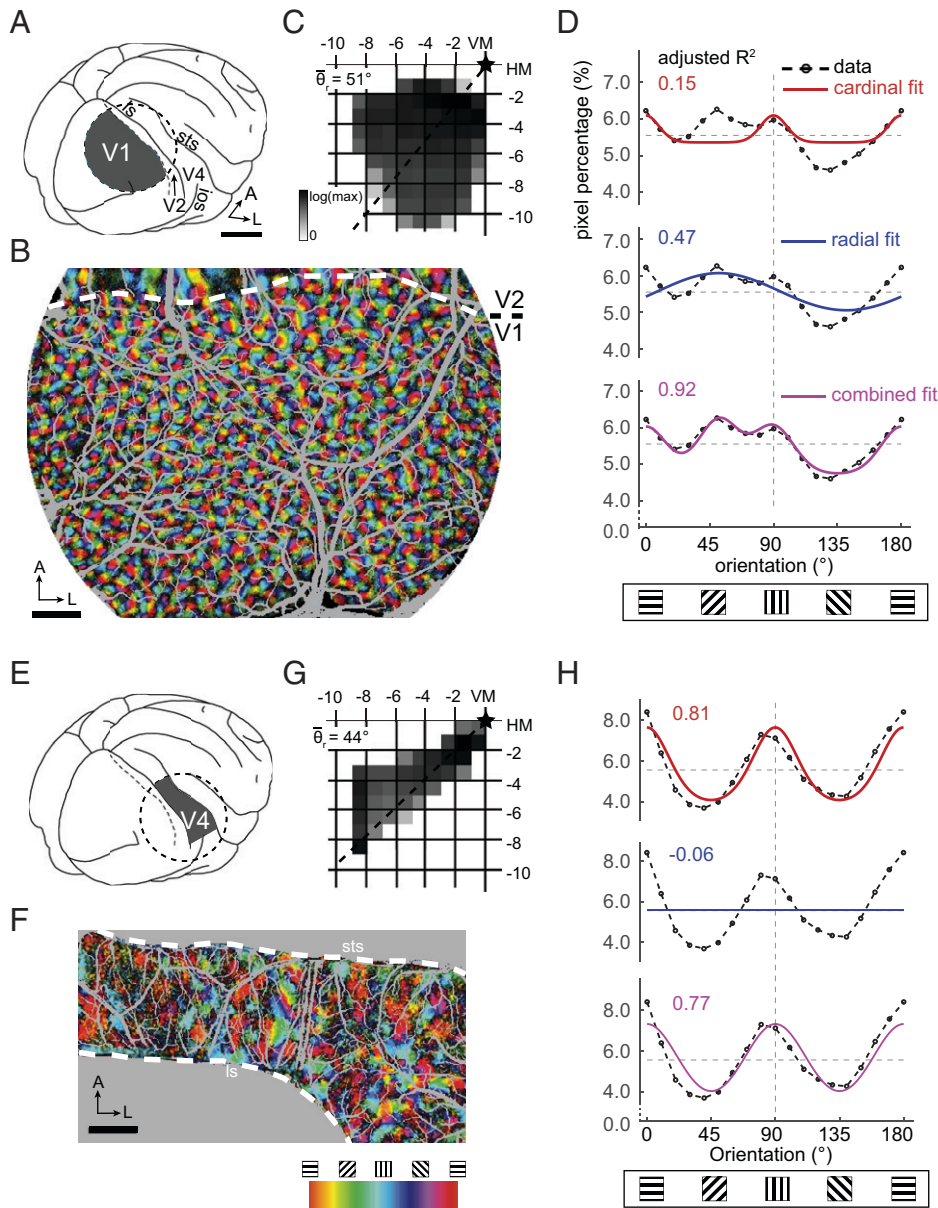 A
V1
ls
sts
V4
V2
ios
A
L
C
-10 -8 -6 -4 -2 VM
HM
θ̅r = 51°
-2
-4
-6
-8
-10
log(max)
0
D
adjusted R²
data
cardinal fit
0.15
7.0
6.0
5.0
4.0
pixel percentage (%)
0.47
radial fit
7.0
6.0
5.0
4.0
0.92
combined fit
7.0
6.0
5.0
4.0
0.0
0 45 90 135 180
orientation (°)
B
V2
V1
A
L
E
V4
G
-10 -8 -6 -4 -2 VM
HM
θ̅r = 44°
-2
-4
-6
-8
-10
H
0.81
8.0
6.0
4.0
-0.06
8.0
6.0
4.0
0.77
8.0
6.0
4.0
0.0
0 45 90 135 180
Orientation (°)
F
sts
ls
A
L